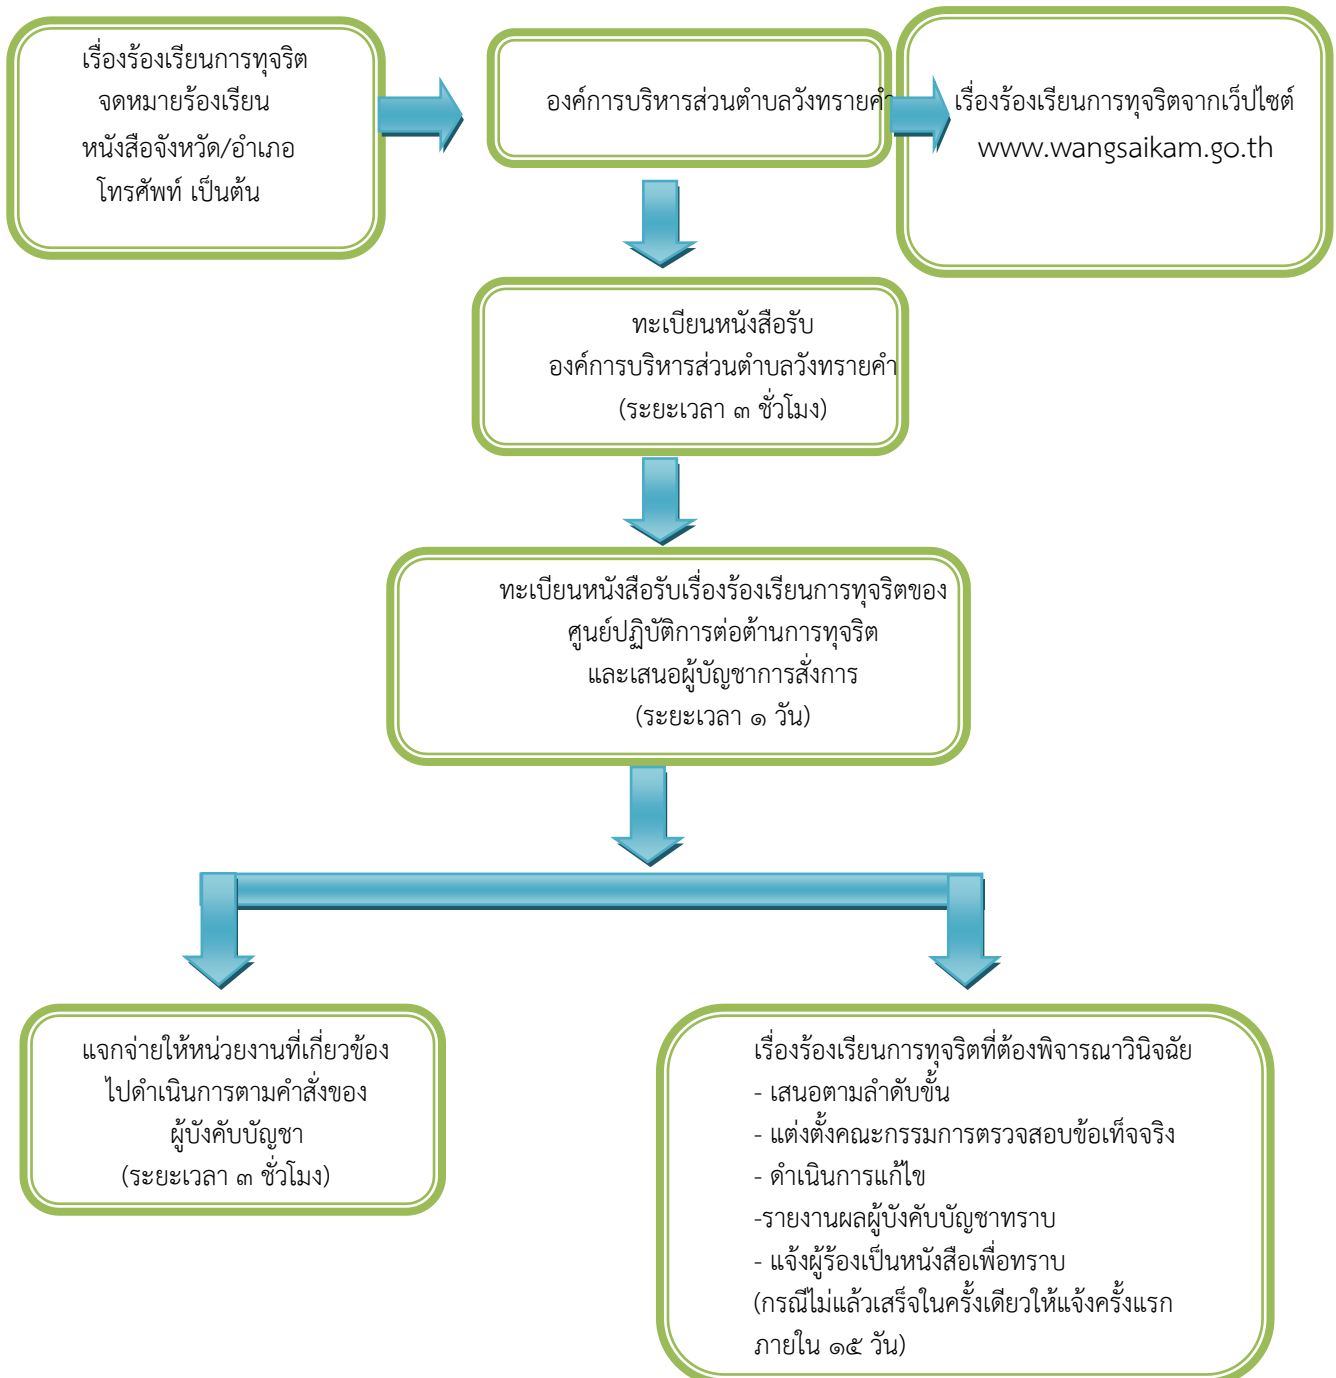 เรื่องร้องเรียนการทุจริต
จดหมายร้องเรียน
หนังสือจังหวัด/อำเภอ
โทรศัพท์ เป็นต้น
องค์การบริหารส่วนตำบลวังทรายคำ
เรื่องร้องเรียนการทุจริตจากเว็ปไซต์
www.wangsaikam.go.th
ทะเบียนหนังสือรับ
องค์การบริหารส่วนตำบลวังทรายคำ
(ระยะเวลา ๓ ชั่วโมง)
ทะเบียนหนังสือรับเรื่องร้องเรียนการทุจริตของ
ศูนย์ปฏิบัติการต่อต้านการทุจริต
และเสนอผู้บัญชาการสั่งการ
(ระยะเวลา ๑ วัน)
แจกจ่ายให้หน่วยงานที่เกี่ยวข้อง
ไปดำเนินการตามคำสั่งของ
ผู้บังคับบัญชา
(ระยะเวลา ๓ ชั่วโมง)
เรื่องร้องเรียนการทุจริตที่ต้องพิจารณาวินิจฉัย
- เสนอตามลำดับขั้น
- แต่งตั้งคณะกรรมการตรวจสอบข้อเท็จจริง
- ดำเนินการแก้ไข
-รายงานผลผู้บังคับบัญชาทราบ
- แจ้งผู้ร้องเป็นหนังสือเพื่อทราบ
(กรณีไม่แล้วเสร็จในครั้งเดียวให้แจ้งครั้งแรก
ภายใน ๑๕ วัน)